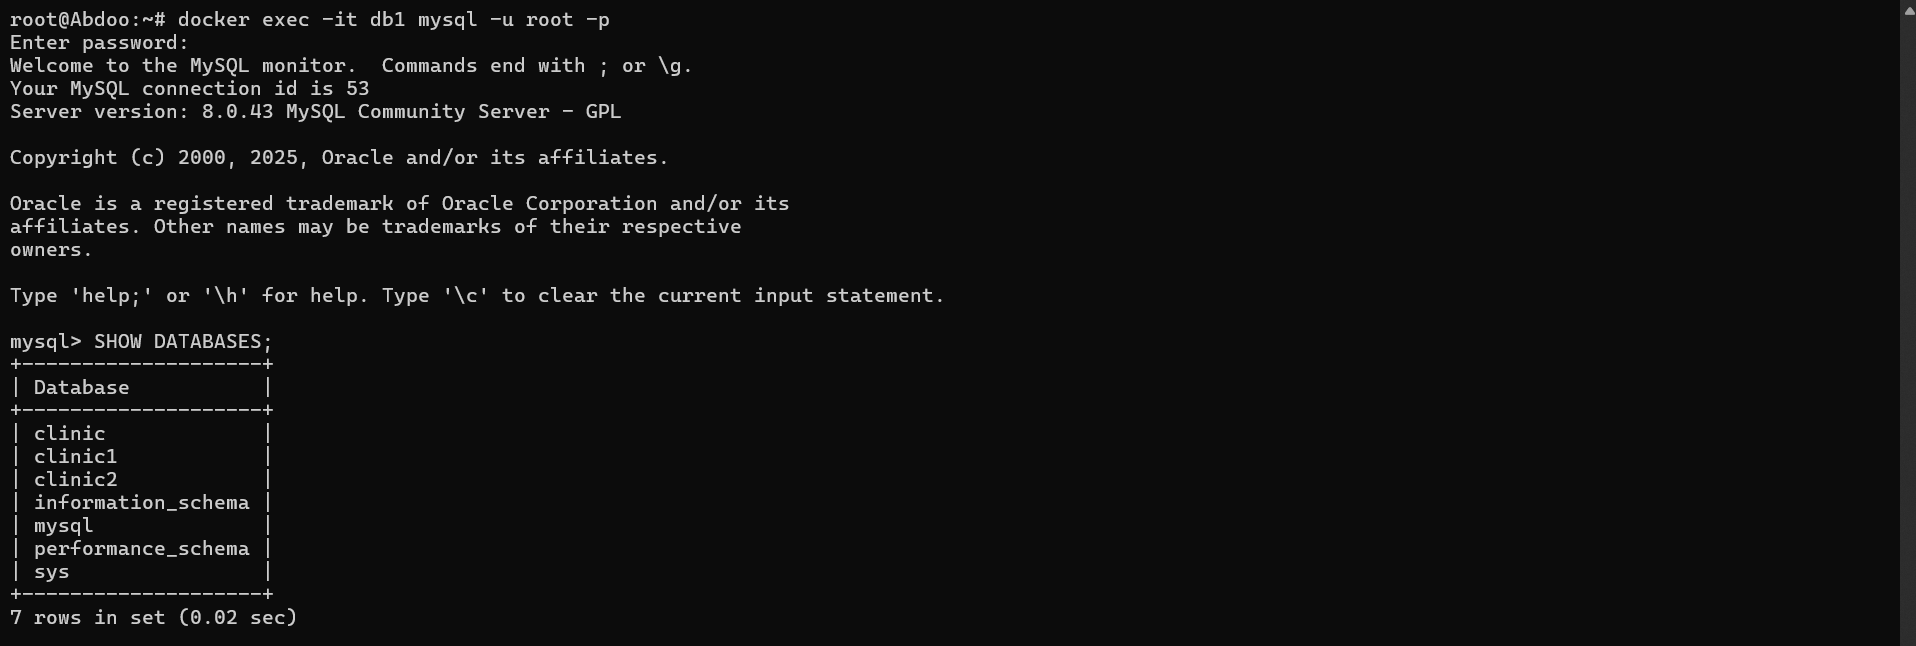 root@Abdoo:~# docker exec -it db1 mysql -u root -p
Enter password:
Welcome to the MySQL monitor.  Commands end with ; or \g.
Your MySQL connection id is 53
Server version: 8.0.43 MySQL Community Server - GPL

Copyright (c) 2000, 2025, Oracle and/or its affiliates.

Oracle is a registered trademark of Oracle Corporation and/or its
affiliates. Other names may be trademarks of their respective
owners.

Type 'help;' or '\h' for help. Type '\c' to clear the current input statement.

mysql> SHOW DATABASES;
+--------------------+
| Database           |
+--------------------+
| clinic             |
| clinic1            |
| clinic2            |
| information_schema |
| mysql              |
| performance_schema |
| sys                |
+--------------------+
7 rows in set (0.02 sec)